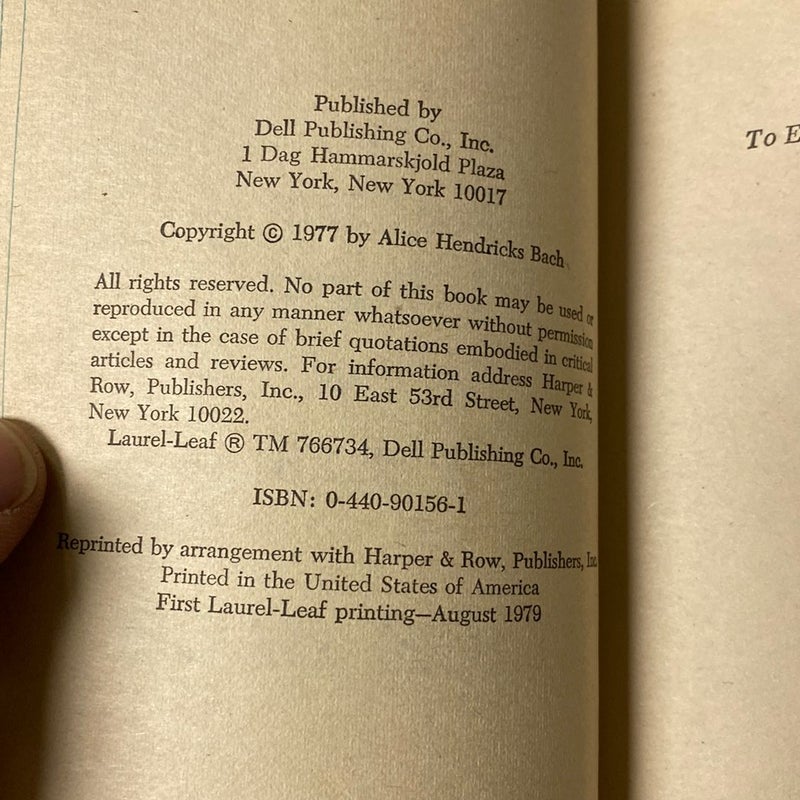 Published by
Dell Publishing Co., Inc.
1 Dag Hammarskjold Plaza
New York, New York 10017
Copyright © 1977 by Alice Hendricks Bach
All rights reserved. No part of this book may be used or
reproduced in any manner whatsoever without permission
except in the case of brief quotations embodied in critical
articles and reviews. For information address Harper &
Row, Publishers, Inc., 10 East 53rd Street, New York,
New York 10022.
Laurel-Leaf ® TM 766734, Dell Publishing Co., Inc.
ISBN: 0-440-90156-1
Reprinted by arrangement with Harper & Row, Publishers, Inc
Printed in the United States of America
First Laurel-Leaf printing—August 1979
To